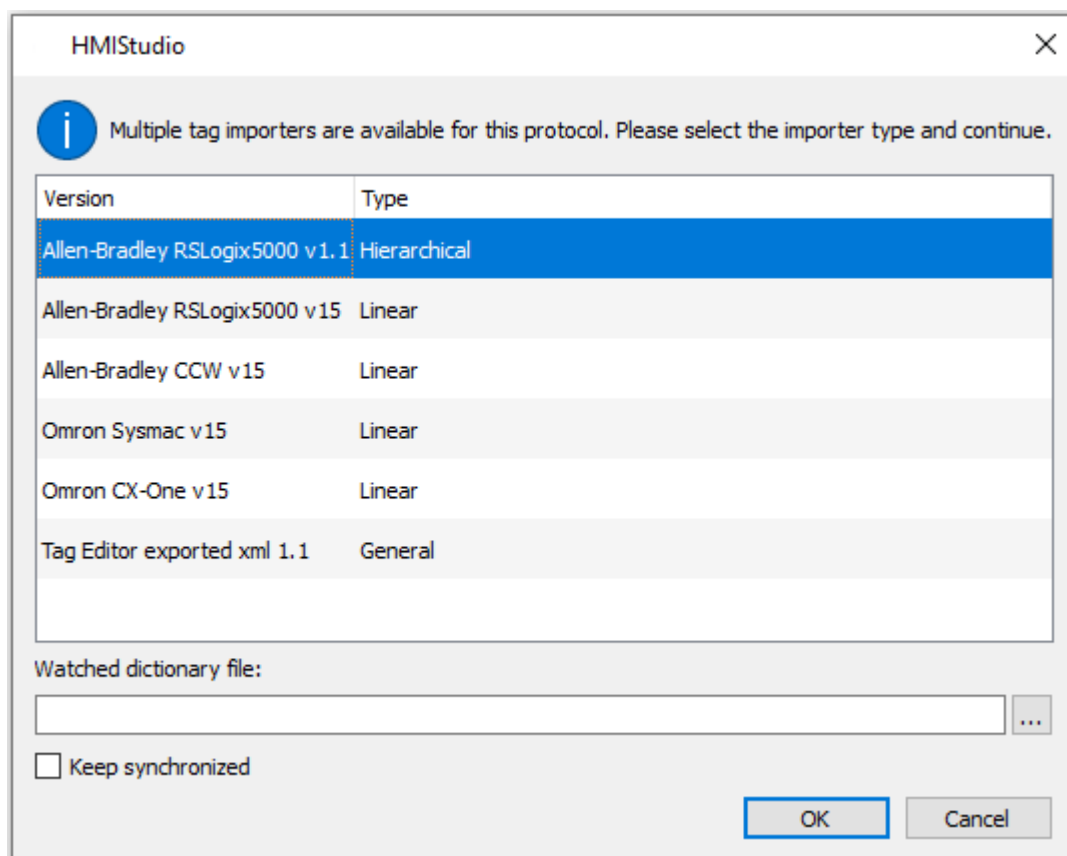 HMIStudio
i
Multiple tag importers are available for this protocol. Please select the importer type and continue.
Version Type
Allen-Bradley RSLogix5000 v1.1 Hierarchical
Allen-Bradley RSLogix5000 v15 Linear
Allen-Bradley CCW v15 Linear
Omron Sysmac v15 Linear
Omron CX-One v15 Linear
Tag Editor exported xml 1.1 General
Watched dictionary file:
...
Keep synchronized
OK Cancel